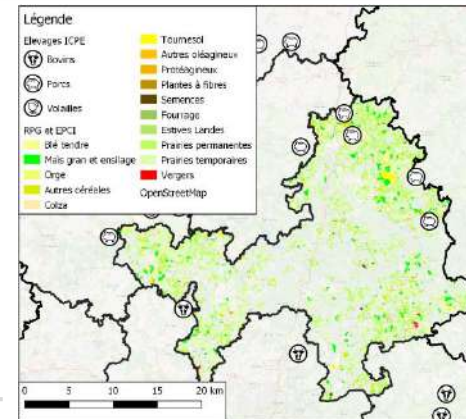 Légende
Elevages ICPE
Bovins
Porcs
Volailles
RPG et EPCI
Blé tendre
Maïs grain et ensilage
Orge
Autres céréales
Colza
Tournesol
Autres oléagineux
Protéagineux
Plantes à fibres
Semences
Fourrage
Estives Landes
Prairies permanentes
Prairies temporaires
Vergers
OpenStreetMap
0 5 10 15 20 km